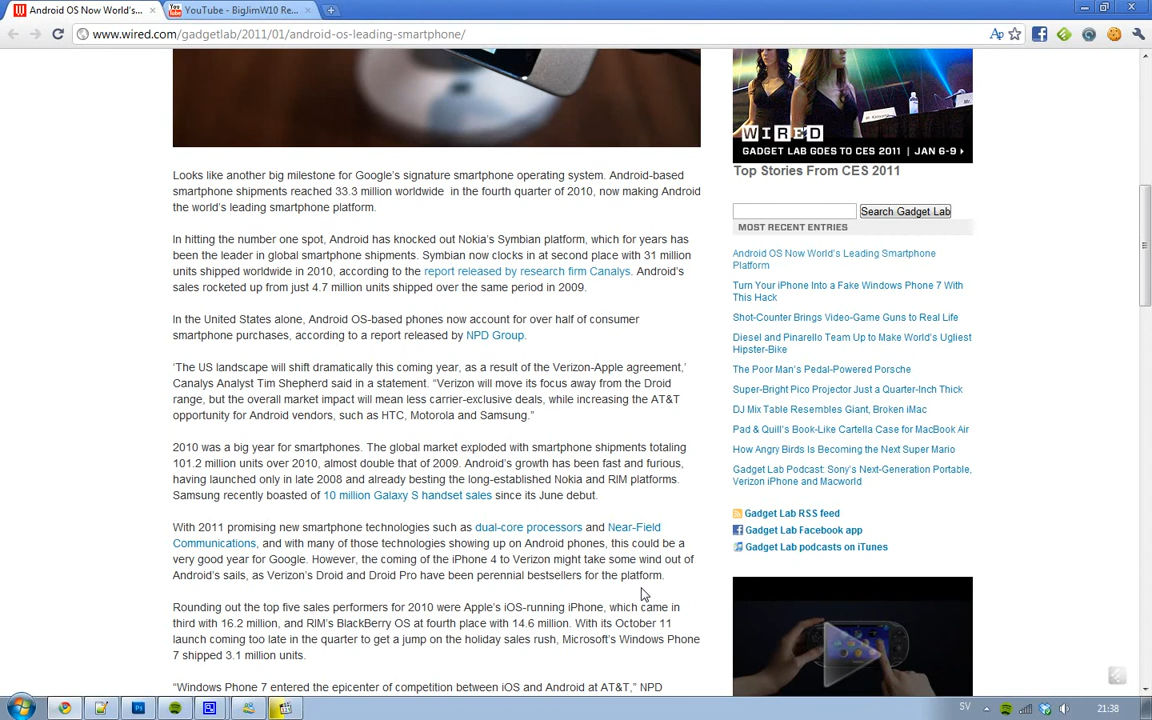 Android OS Now World's...
YouTube - BigJimW10 Re...
www.wired.com/gadgetlab/2011/01/android-os-leading-smartphone/
Looks like another big milestone for Google's signature smartphone operating system. Android-based
smartphone shipments reached 33.3 million worldwide in the fourth quarter of 2010, now making Android
the world's leading smartphone platform.
In hitting the number one spot, Android has knocked out Nokia's Symbian platform, which for years has
been the leader in global smartphone shipments. Symbian now clocks in at second place with 31 million
units shipped worldwide in 2010, according to the report released by research firm Canalys. Android's
sales rocketed up from just 4.7 million units shipped over the same period in 2009.
In the United States alone, Android OS-based phones now account for over half of consumer
smartphone purchases, according to a report released by NPD Group.
'The US landscape will shift dramatically this coming year, as a result of the Verizon-Apple agreement,'
Canalys Analyst Tim Shepherd said in a statement. "Verizon will move its focus away from the Droid
range, but the overall market impact will mean less carrier-exclusive deals, while increasing the AT&T
opportunity for Android vendors, such as HTC, Motorola and Samsung."
2010 was a big year for smartphones. The global market exploded with smartphone shipments totaling
101.2 million units over 2010, almost double that of 2009. Android's growth has been fast and furious,
having launched only in late 2008 and already besting the long-established Nokia and RIM platforms.
Samsung recently boasted of 10 million Galaxy S handset sales since its June debut.
With 2011 promising new smartphone technologies such as dual-core processors and Near-Field
Communications, and with many of those technologies showing up on Android phones, this could be a
very good year for Google. However, the coming of the iPhone 4 to Verizon might take some wind out of
Android's sails, as Verizon's Droid and Droid Pro have been perennial bestsellers for the platform.
Rounding out the top five sales performers for 2010 were Apple's iOS-running iPhone, which came in
third with 16.2 million, and RIM's BlackBerry OS at fourth place with 14.6 million. With its October 11
launch coming too late in the quarter to get a jump on the holiday sales rush, Microsoft's Windows Phone
7 shipped 3.1 million units.
"Windows Phone 7 entered the epicenter of competition between iOS and Android at AT&T," NPD
WIRED
GADGET LAB GOES TO CES 2011 | JAN 6-9
Top Stories From CES 2011
Search Gadget Lab
MOST RECENT ENTRIES
Android OS Now World's Leading Smartphone
Platform
Turn Your iPhone Into a Fake Windows Phone 7 With
This Hack
Shot-Counter Brings Video-Game Guns to Real Life
Diesel and Pinarello Team Up to Make World's Ugliest
Hipster-Bike
The Poor Man's Pedal-Powered Porsche
Super-Bright Pico Projector Just a Quarter-Inch Thick
DJ Mix Table Resembles Giant, Broken iMac
Pad & Quill's Book-Like Cartella Case for MacBook Air
How Angry Birds Is Becoming the Next Super Mario
Gadget Lab Podcast: Sony's Next-Generation Portable,
Verizon iPhone and Macworld
Gadget Lab RSS feed
Gadget Lab Facebook app
Gadget Lab podcasts on iTunes
SV
21:38